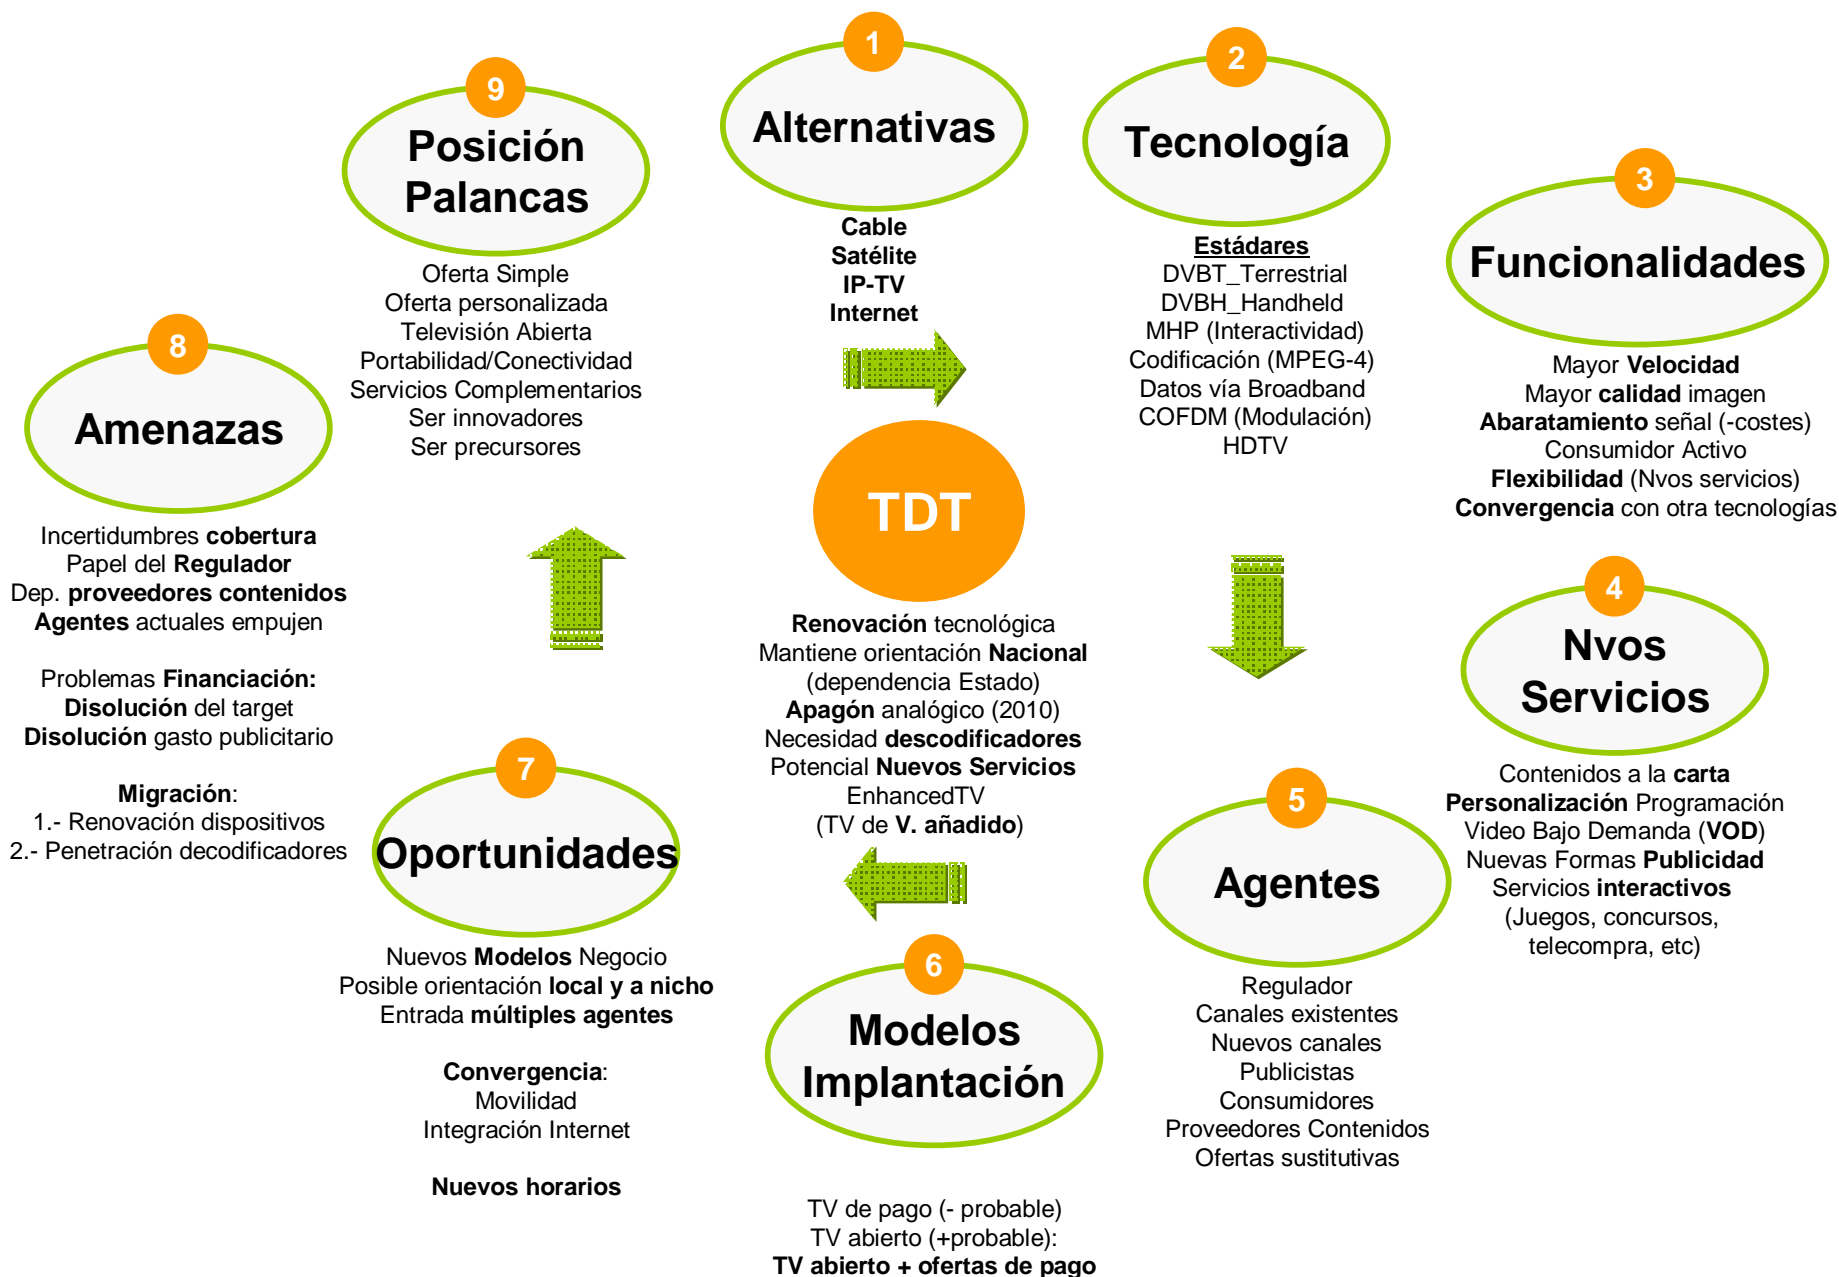 1
Alternativas
Cable
Satélite
IP-TV
Internet
2
Tecnología
Estádares
DVBT_Terrestrial
DVBH_Handheld
MHP (Interactividad)
Codificación (MPEG-4)
Datos vía Broadband
COFDM (Modulación)
HDTV
3
Funcionalidades
Mayor Velocidad
Mayor calidad imagen
Abaratamiento señal (-costes)
Consumidor Activo
Flexibilidad (Nvos servicios)
Convergencia con otra tecnologías
4
Nvos
Servicios
Contenidos a la carta
Personalización Programación
Video Bajo Demanda (VOD)
Nuevas Formas Publicidad
Servicios interactivos
(Juegos, concursos,
telecompra, etc)
5
Agentes
Regulador
Canales existentes
Nuevos canales
Publicistas
Consumidores
Proveedores Contenidos
Ofertas sustitutivas
6
Modelos
Implantación
TV de pago (- probable)
TV abierto (+probable):
TV abierto + ofertas de pago
7
Oportunidades
Nuevos Modelos Negocio
Posible orientación local y a nicho
Entrada múltiples agentes
Convergencia:
Movilidad
Integración Internet
Nuevos horarios
8
Amenazas
Incertidumbres cobertura
Papel del Regulador
Dep. proveedores contenidos
Agentes actuales empujen
Problemas Financiación:
Disolución del target
Disolución gasto publicitario
Migración:
1.- Renovación dispositivos
2.- Penetración decodificadores
9
Posición
Palancas
Oferta Simple
Oferta personalizada
Televisión Abierta
Portabilidad/Conectividad
Servicios Complementarios
Ser innovadores
Ser precursores
TDT
Renovación tecnológica
Mantiene orientación Nacional
(dependencia Estado)
Apagón analógico (2010)
Necesidad descodificadores
Potencial Nuevos Servicios
EnhancedTV
(TV de V. añadido)